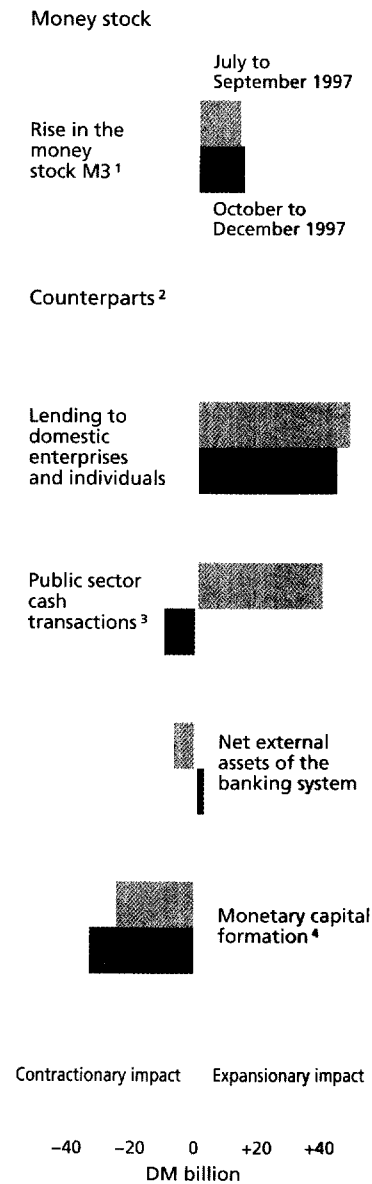 Money stock
July to
September 1997
Rise in the
money
stock M3 ¹
October to
December 1997
Counterparts ²
Lending to
domestic
enterprises
and individuals
Public sector
cash
transactions ³
Net external
assets of the
banking system
Monetary capital
formation ⁴
Contractionary impact Expansionary impact
−40 −20 0 +20 +40
DM billion